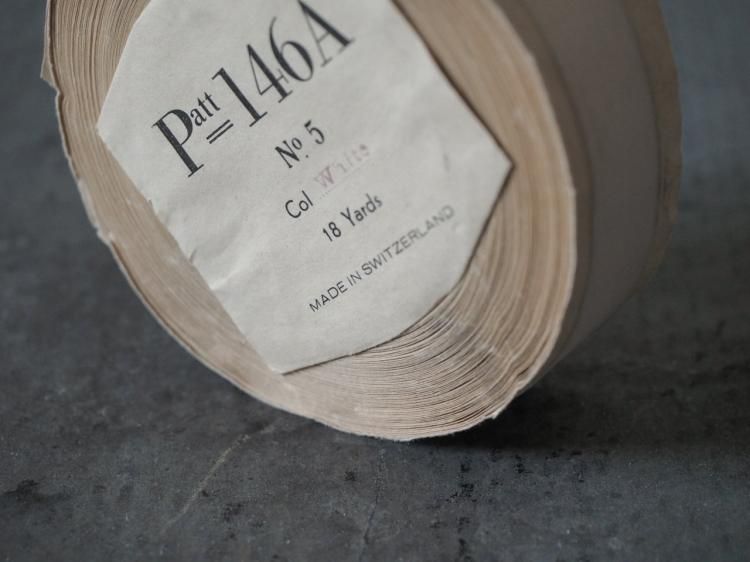 Patt = 146A
No. 5
Col White
18 Yards
MADE IN SWITZERLAND